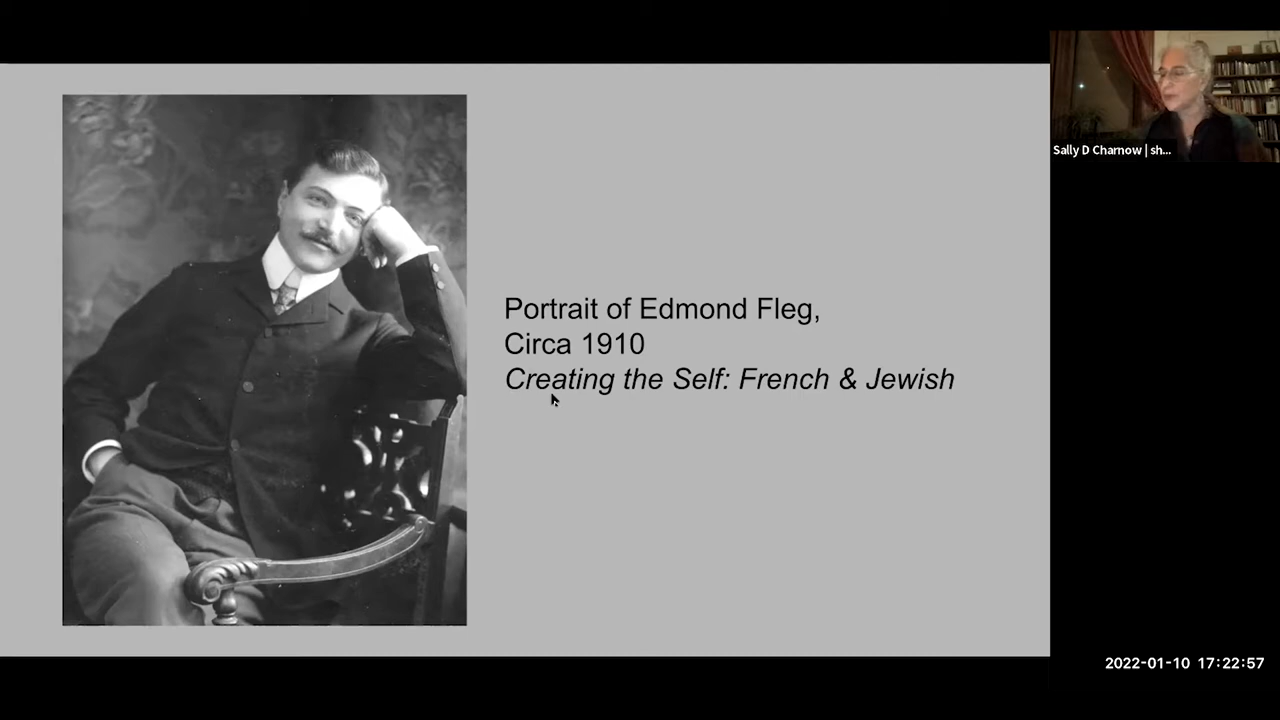 Sally D Charnow | sh...
Portrait of Edmond Fleg,
Circa 1910
Creating the Self: French & Jewish
2022-01-10 17:22:57